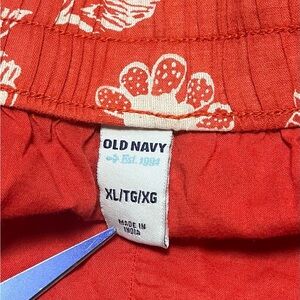 OLD NAVY
Est. 1994
XL/TG/XG
MADE IN
INDIA